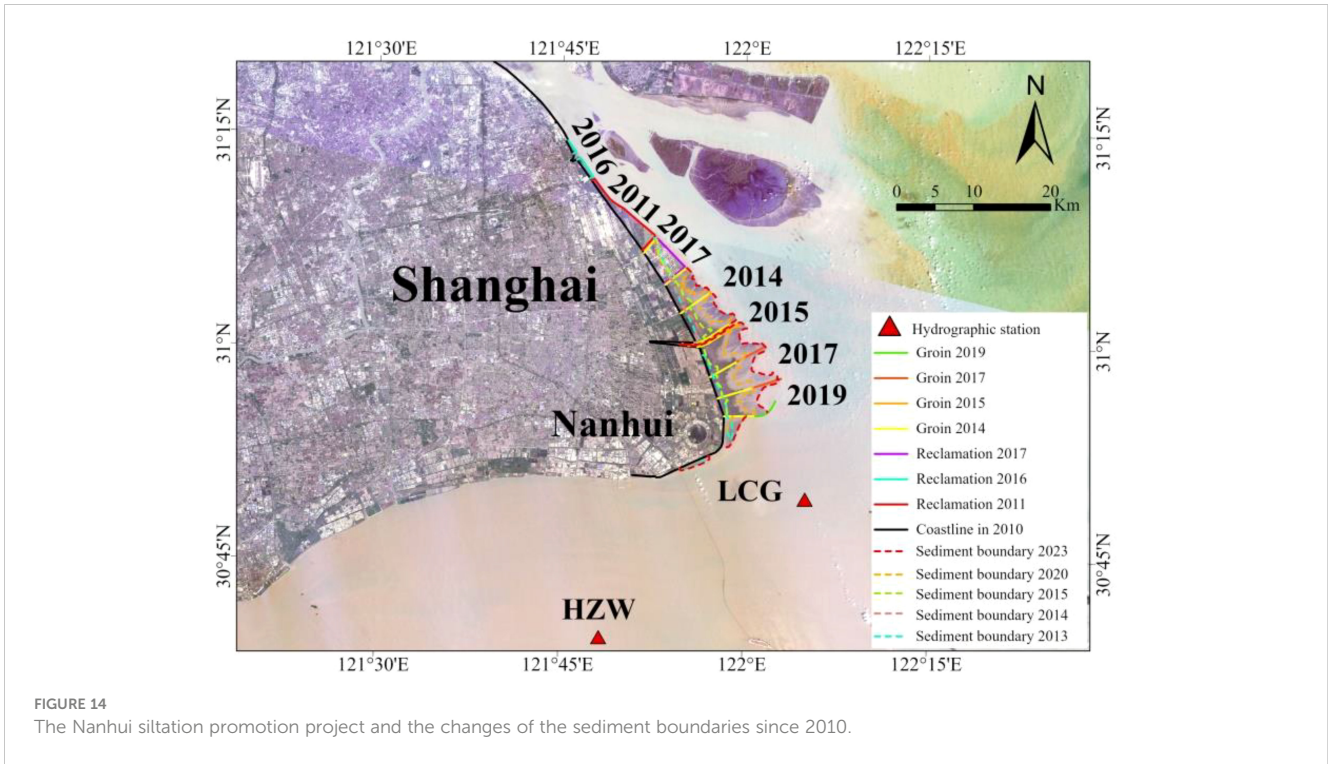 121°30'E 121°45'E 122°E 122°15'E
N
31°15'N
31°15'N
0 5 10 20
Km
2016
2011
2017
Shanghai
2014
2015
2017
2019
Nanhui
31°N
31°N
Hydrographic station
Groin 2019
Groin 2017
Groin 2015
Groin 2014
Reclamation 2017
Reclamation 2016
Reclamation 2011
Coastline in 2010
Sediment boundary 2023
Sediment boundary 2020
Sediment boundary 2015
Sediment boundary 2014
Sediment boundary 2013
LCG
30°45'N
30°45'N
HZW
121°30'E 121°45'E 122°E 122°15'E
FIGURE 14
The Nanhui siltation promotion project and the changes of the sediment boundaries since 2010.